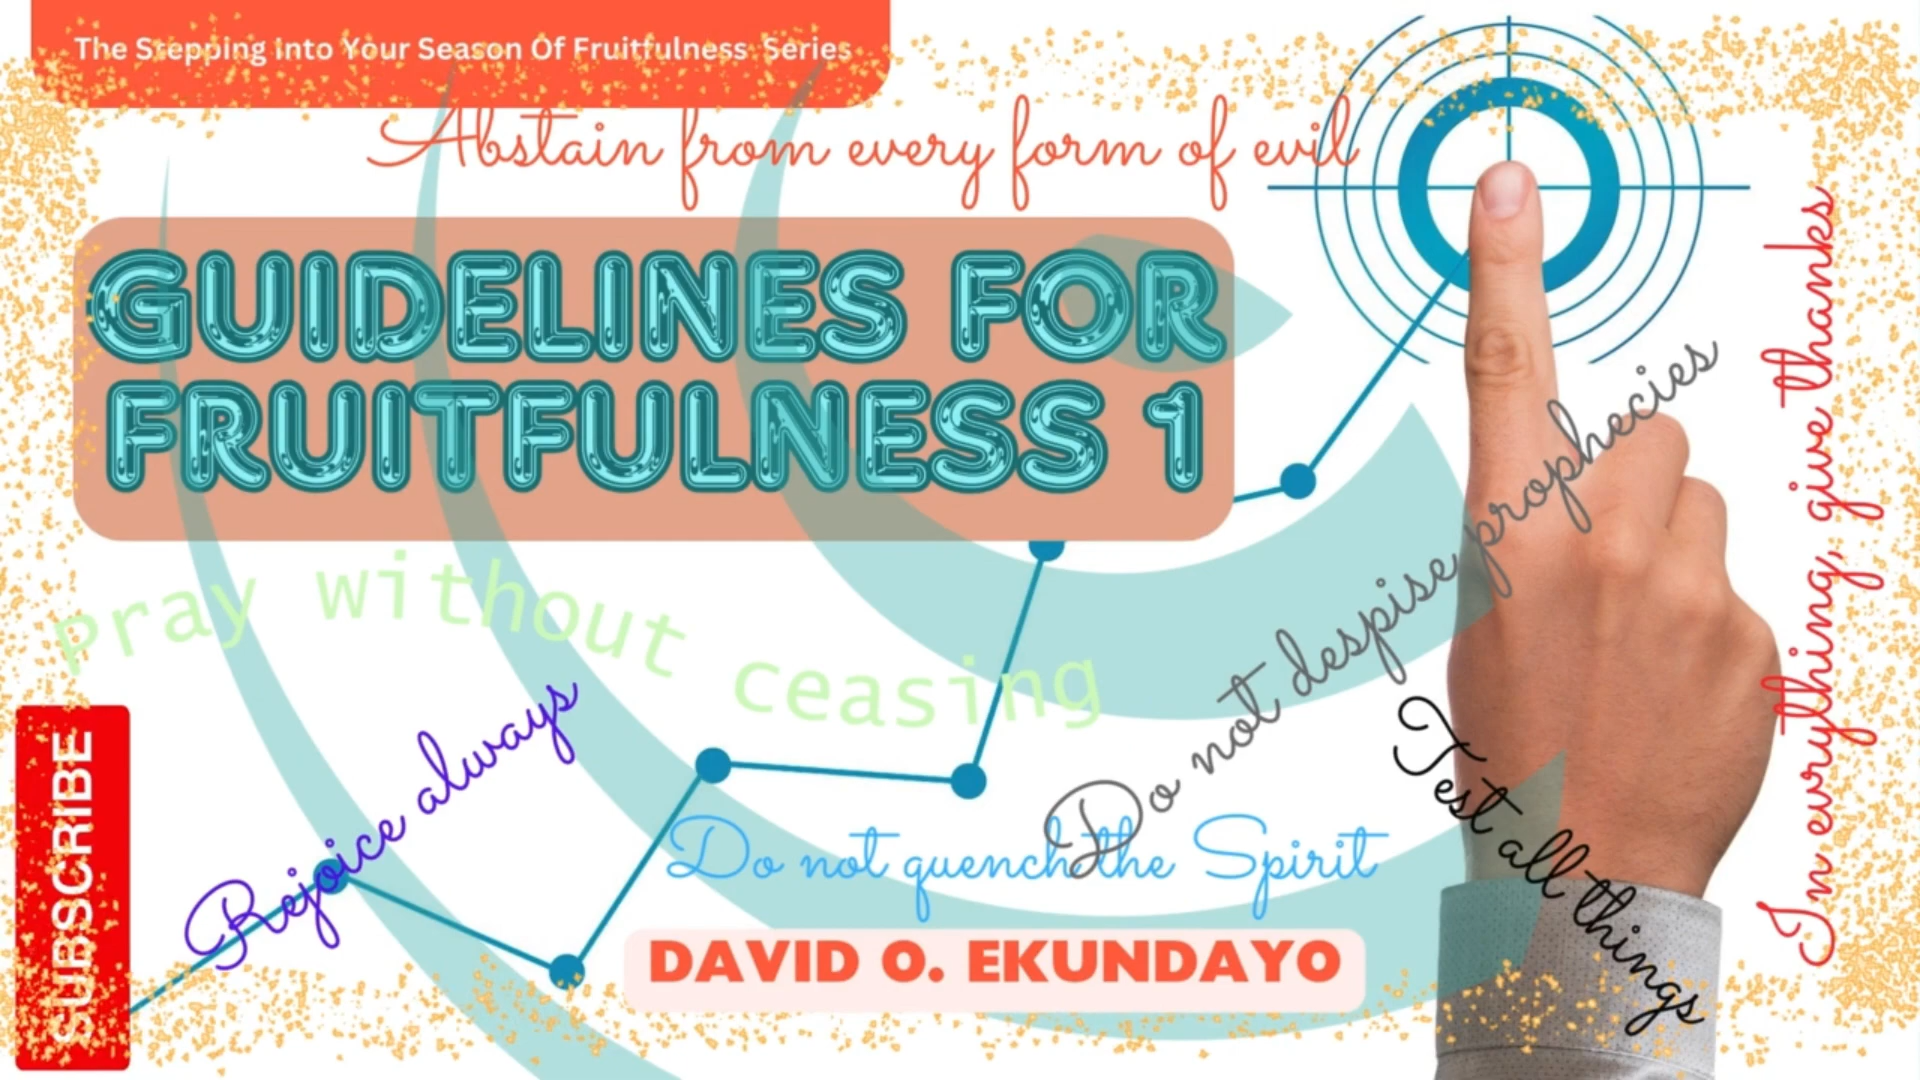 The Stepping Into Your Season Of Fruitfulness Series
Abstain from every form of evil
GUIDELINES FOR
FRUITFULNESS 1
In evrything, give thanks
Pray without ceasing
Do not despise prophecies
Rejoice always
Test all things
Do not quench the Spirit
SUBSCRIBE
DAVID O. EKUNDAYO